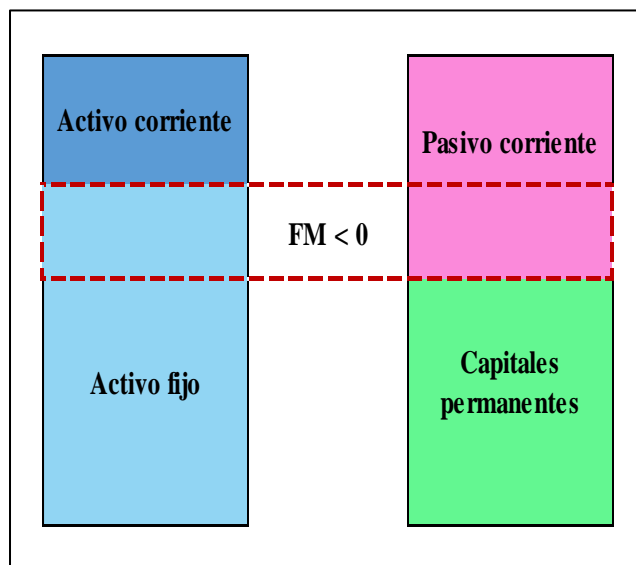 Activo corriente
Pasivo corriente
FM < 0
Activo fijo
Capitales
permanentes